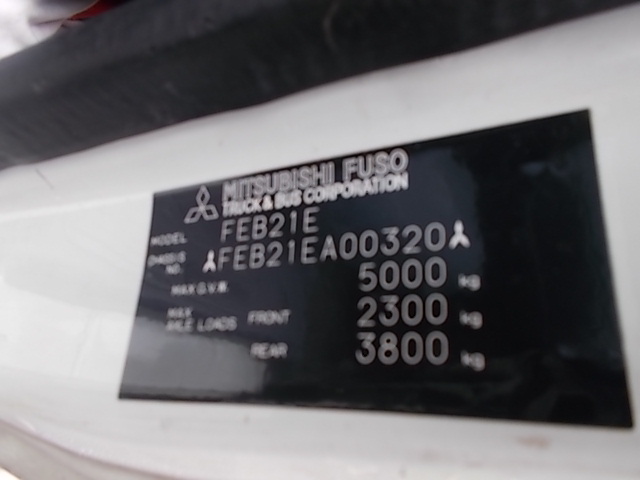 MITSUBISHI FUSO
TRUCK & BUS CORPORATION
MODEL FEB21E
CHASSIS NO. FEB21EA00320
MAX G.V.W. 5000 kg
MAX AXLE LOADS FRONT 2300 kg
REAR 3800 kg